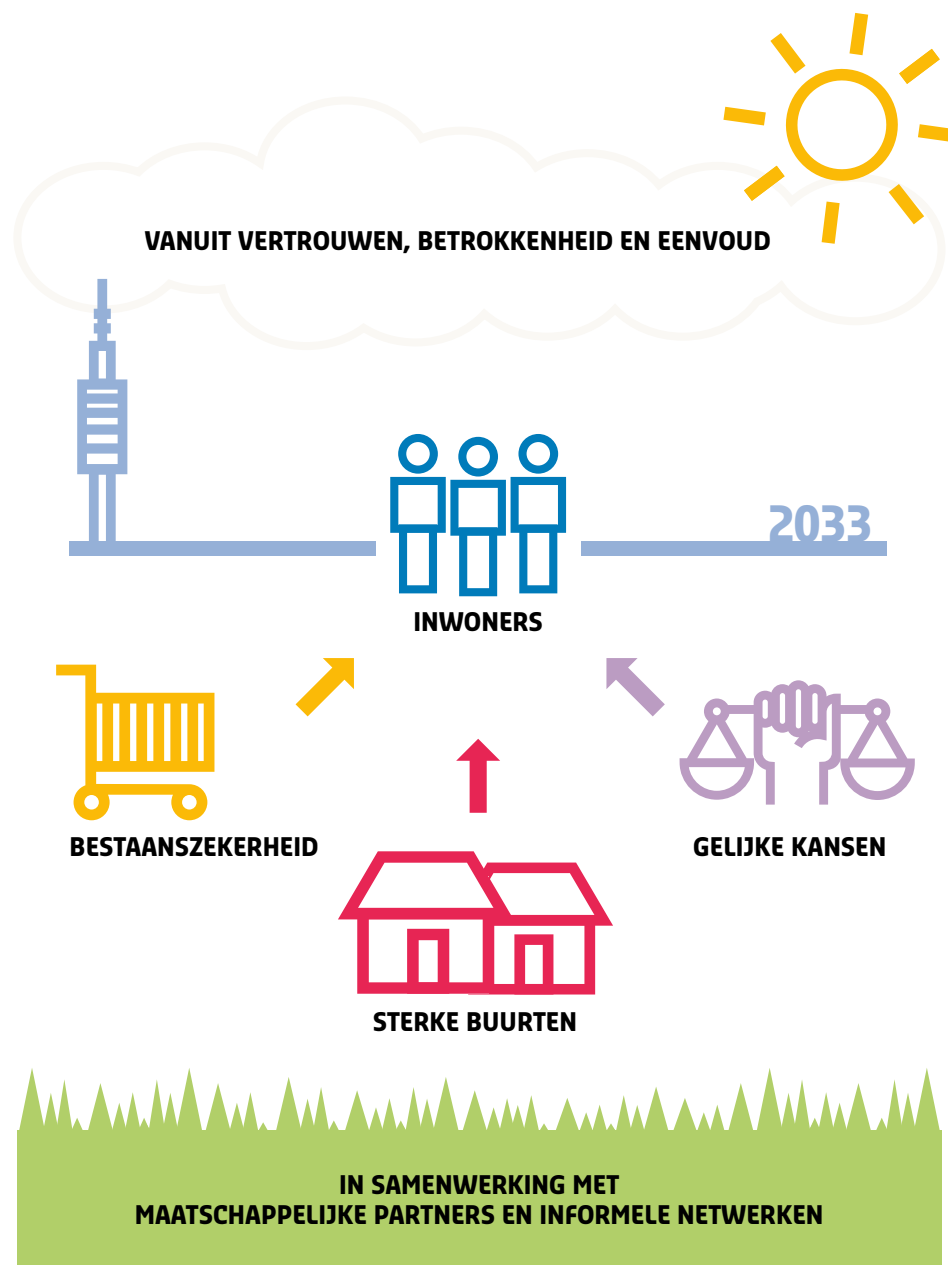 VANUIT VERTROUWEN, BETROKKENHEID EN EENVOUD
2033
INWONERS
BESTAANSZEKERHEID
GELIJKE KANSEN
STERKE BUURTEN
IN SAMENWERKING MET
MAATSCHAPPELIJKE PARTNERS EN INFORMELE NETWERKEN